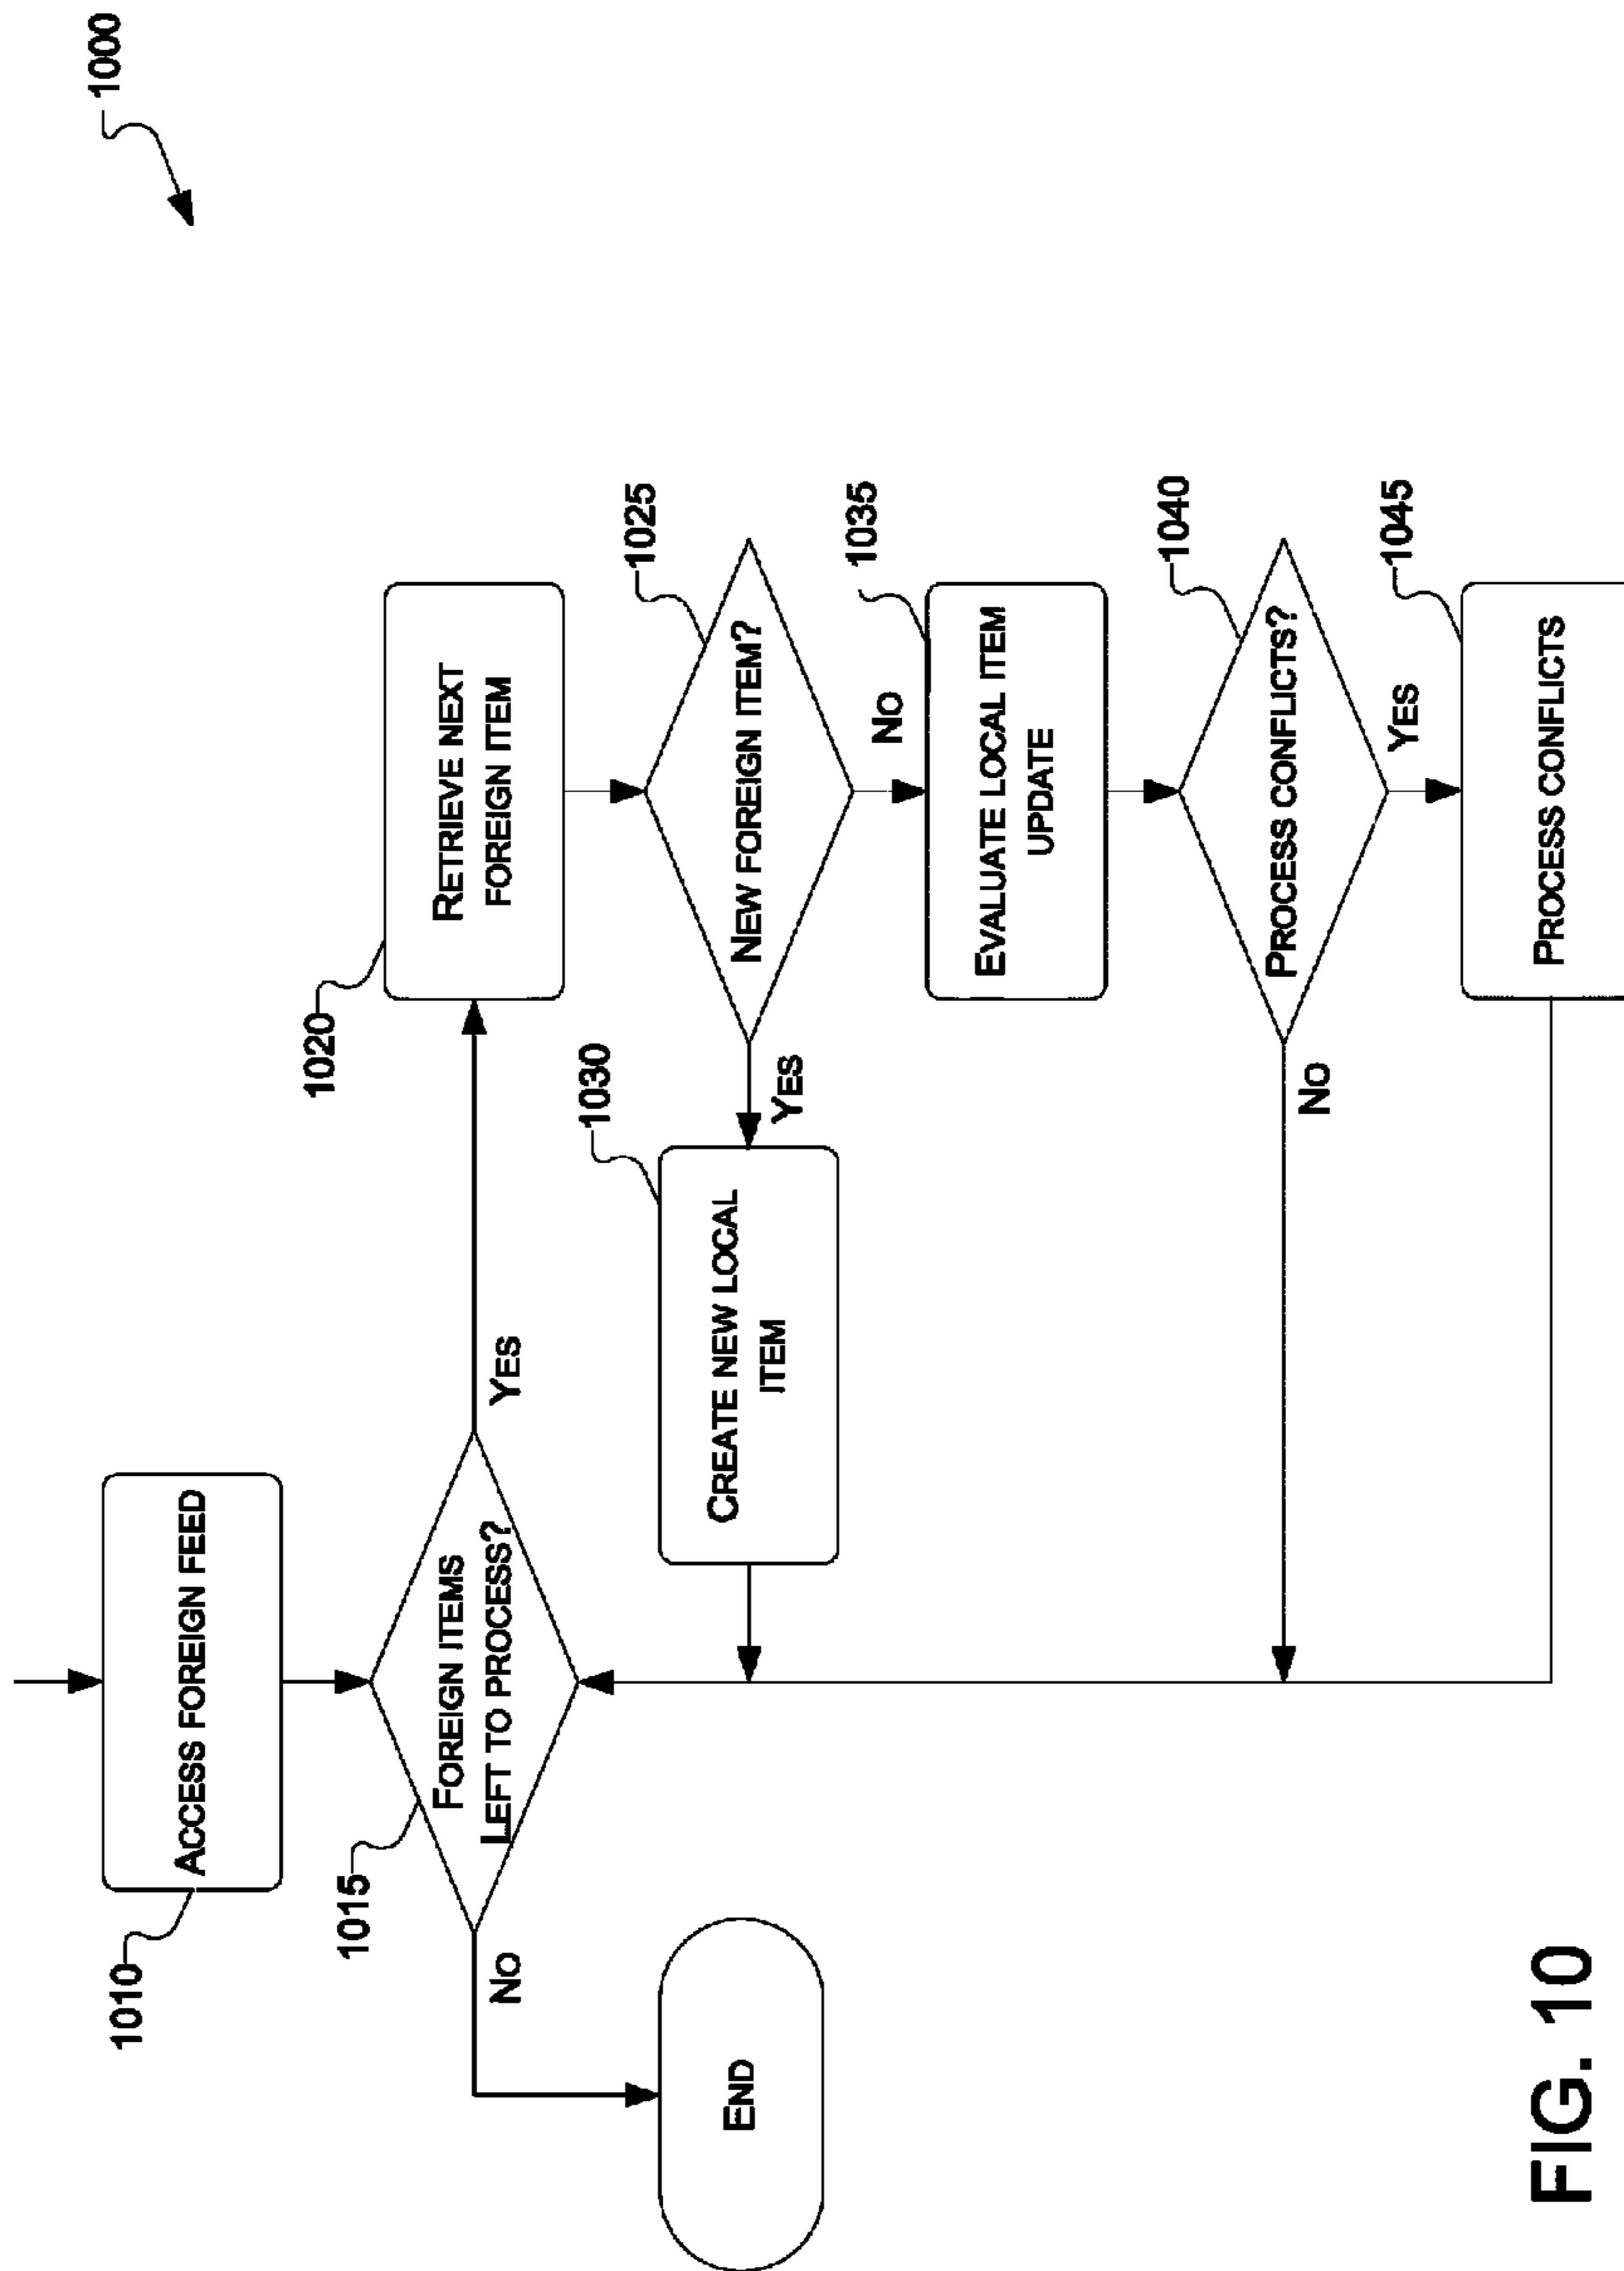 1000
1010
ACCESS FOREIGN FEED
1015
FOREIGN ITEMS
LEFT TO PROCESS?
YES
NO
END
1020
RETRIEVE NEXT
FOREIGN ITEM
1025
NEW FOREIGN ITEM?
YES
NO
1030
CREATE NEW LOCAL
ITEM
1035
EVALUATE LOCAL ITEM
UPDATE
1040
PROCESS CONFLICTS?
NO
YES
1045
PROCESS CONFLICTS
FIG. 10